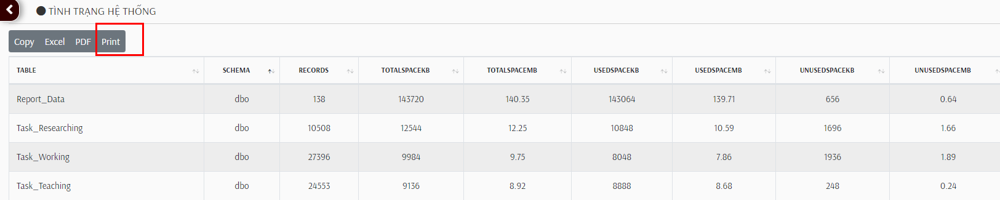 TÌNH TRẠNG HỆ THỐNG
Copy Excel PDF Print
TABLE SCHEMA RECORDS TOTALSPACEKB TOTALSPACEMB USEDSPACEKB USEDSPACEMB UNUSEDSPACEKB UNUSEDSPACEMB
Report_Data dbo 138 143720 140.35 143064 139.71 656 0.64
Task_Researching dbo 10508 12544 12.25 10848 10.59 1696 1.66
Task_Working dbo 27396 9984 9.75 8048 7.86 1936 1.89
Task_Teaching dbo 24553 9136 8.92 8888 8.68 248 0.24